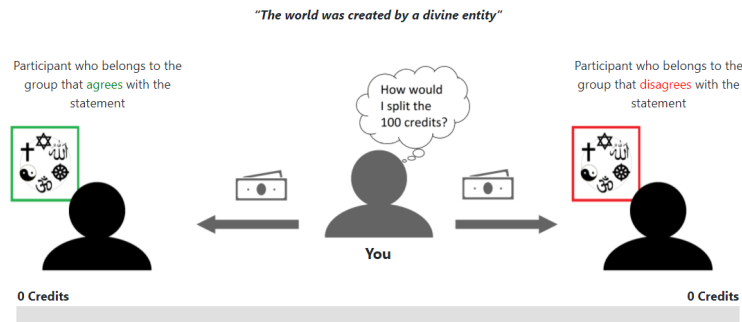 "The world was created by a divine entity"
Participant who belongs to the
group that agrees with the
statement
How would
I split the
100 credits?
Participant who belongs to the
group that disagrees with the
statement
الله
ॐ
الله
ॐ
You
0 Credits
0 Credits